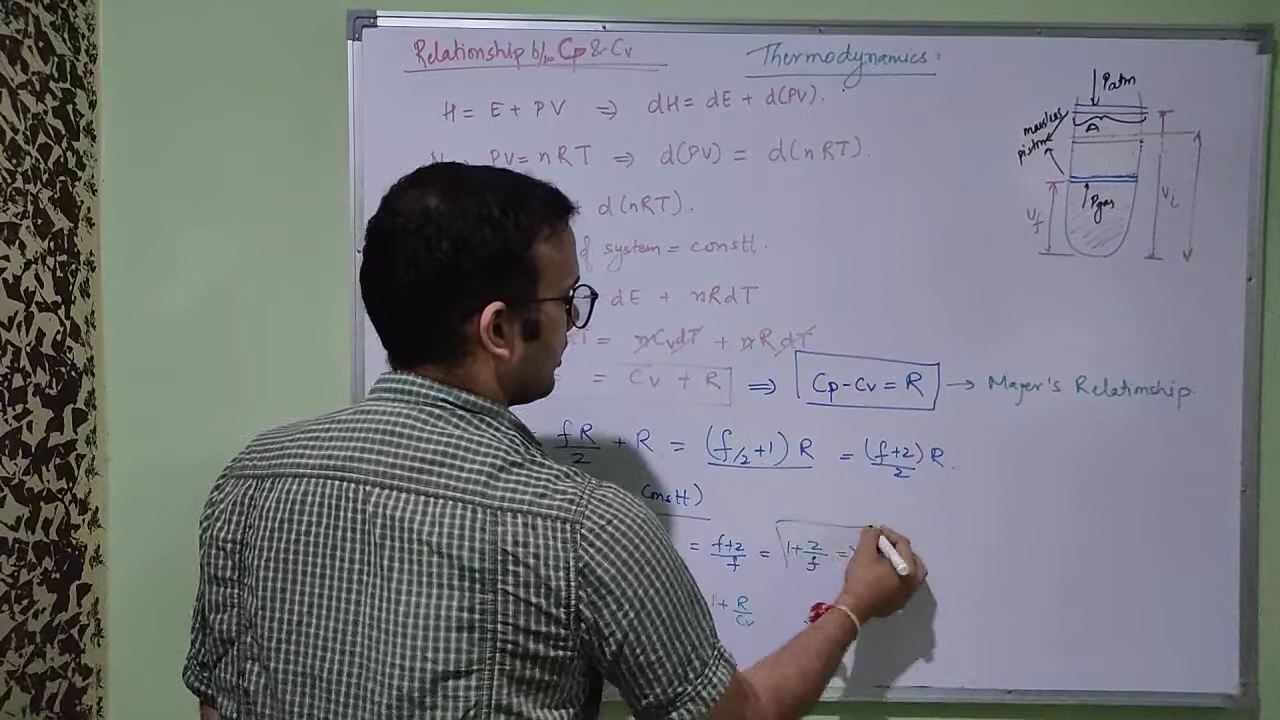 Relationship b/w Cp & Cv
Thermodynamics.
H = E + PV ⇒ dH = dE + d(PV).
PV = nRT ⇒ d(PV) = d(nRT).
d(nRT).
of system = constt.
dE + nRdT
= nCvdT + nRdT
= Cv + R ⇒ Cp-Cv = R → Mayer's Relationship.
= fR/2 + R = (f/2+1) R = (f+2)/2 R.
Constt)
= f+2/f = 1+2/f =
1+ R/Cv
Patm
A
massless
piston
Pgas
Vf
Vi